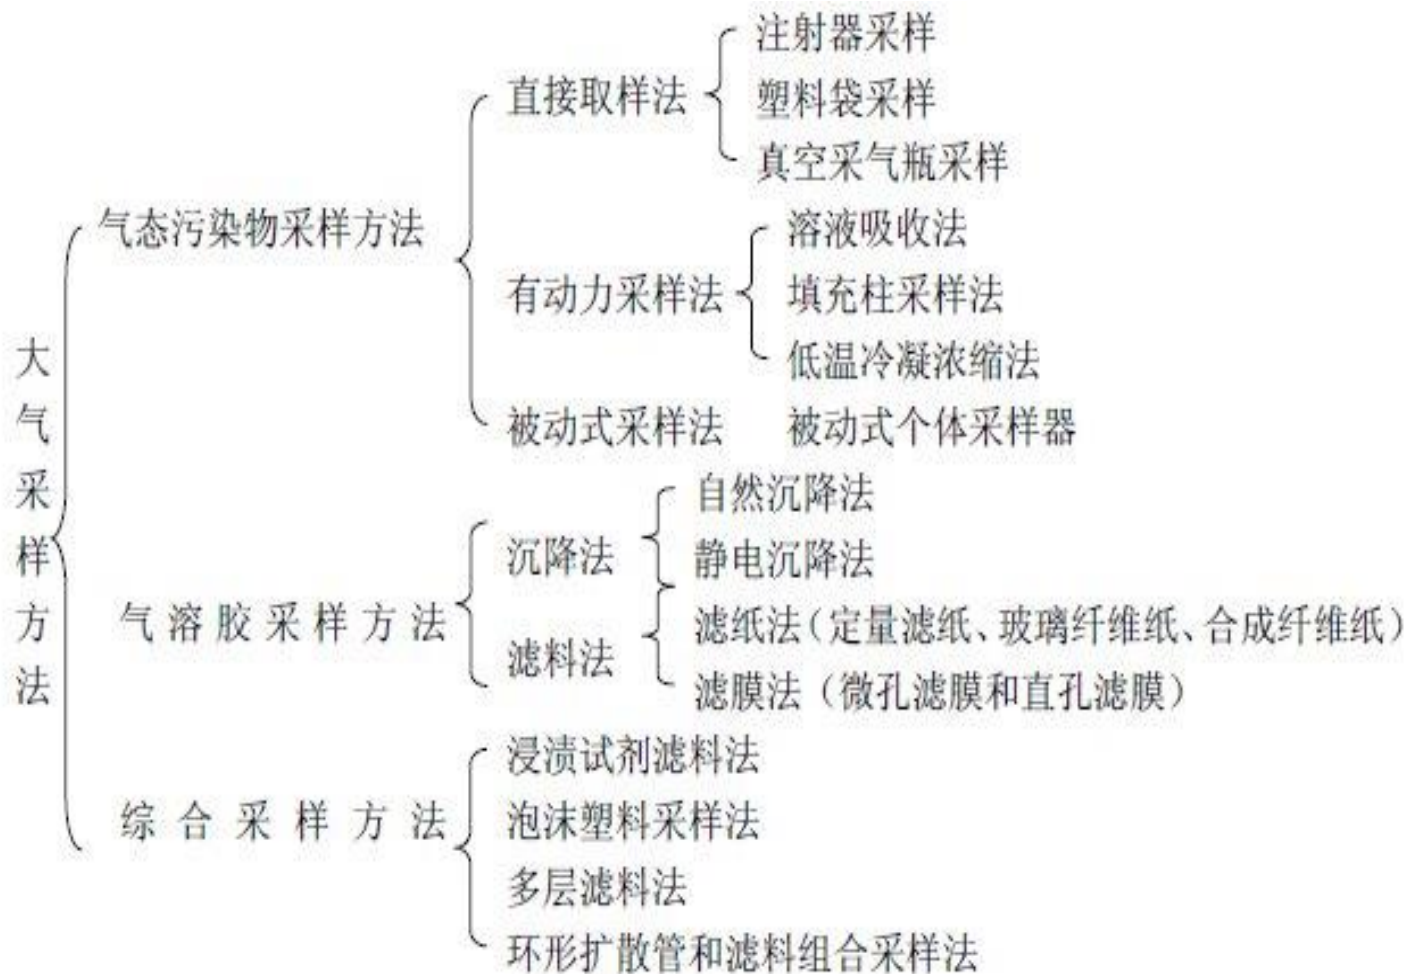 大气采样方法
气态污染物采样方法
直接取样法
注射器采样
塑料袋采样
真空采气瓶采样
有动力采样法
溶液吸收法
填充柱采样法
低温冷凝浓缩法
被动式采样法
被动式个体采样器
气溶胶采样方法
沉降法
自然沉降法
静电沉降法
滤料法
滤纸法（定量滤纸、玻璃纤维纸、合成纤维纸）
滤膜法（微孔滤膜和直孔滤膜）
综合采样方法
浸渍试剂滤料法
泡沫塑料采样法
多层滤料法
环形扩散管和滤料组合采样法